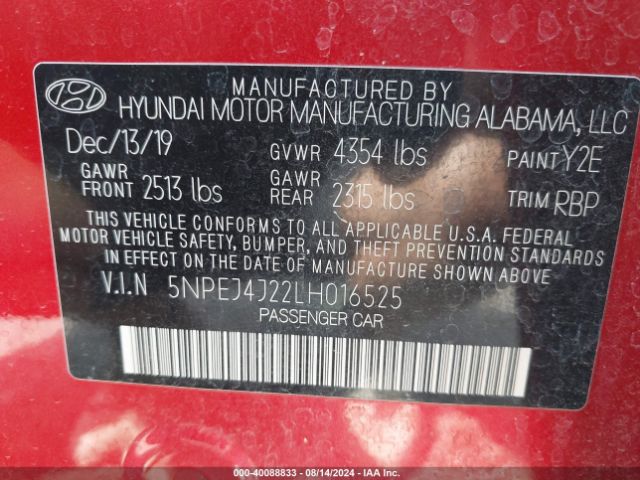 MANUFACTURED BY
HYUNDAI MOTOR MANUFACTURING ALABAMA, LLC
Dec/13/19 GVWR 4354 lbs PAINT Y2E
GAWR FRONT 2513 lbs GAWR REAR 2315 lbs TRIM RBP
THIS VEHICLE CONFORMS TO ALL APPLICABLE U.S.A. FEDERAL
MOTOR VEHICLE SAFETY, BUMPER, AND THEFT PREVENTION STANDARDS
IN EFFECT ON THE DATE OF MANUFACTURE SHOWN ABOVE
V.I.N 5NPEJ4J22LH016525
PASSENGER CAR
000-40088833 - 08/14/2024 - IAA Inc.